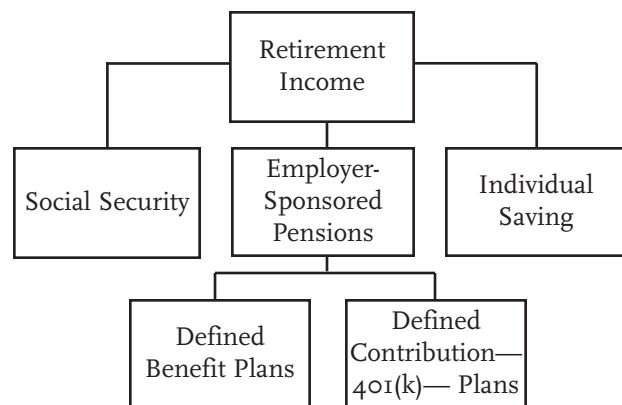 Retirement
Income
Social Security
Employer-
Sponsored
Pensions
Individual
Saving
Defined
Benefit Plans
Defined
Contribution—
401(k)— Plans